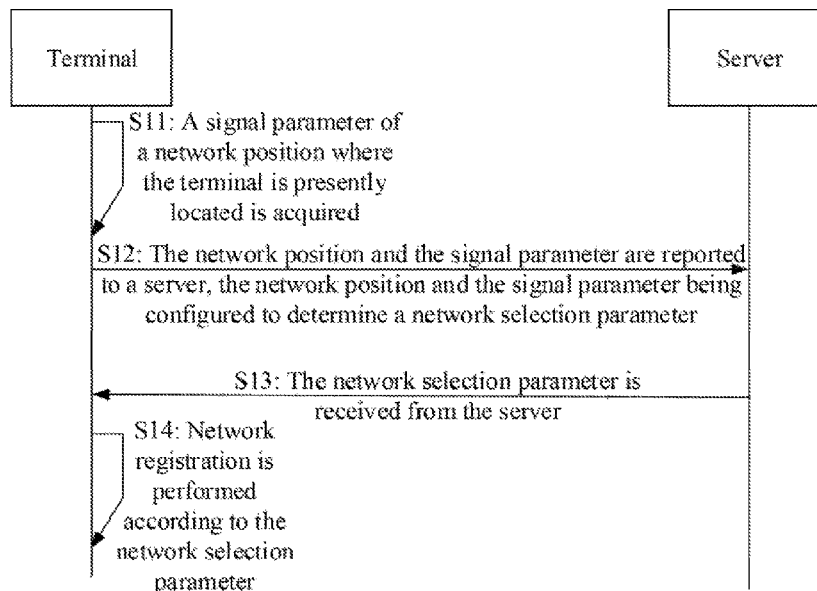 Terminal
Server
S11: A signal parameter of
a network position where
the terminal is presently
located is acquired
S12: The network position and the signal parameter are reported
to a server, the network position and the signal parameter being
configured to determine a network selection parameter
S13: The network selection parameter is
received from the server
S14: Network
registration is
performed
according to the
network selection
parameter